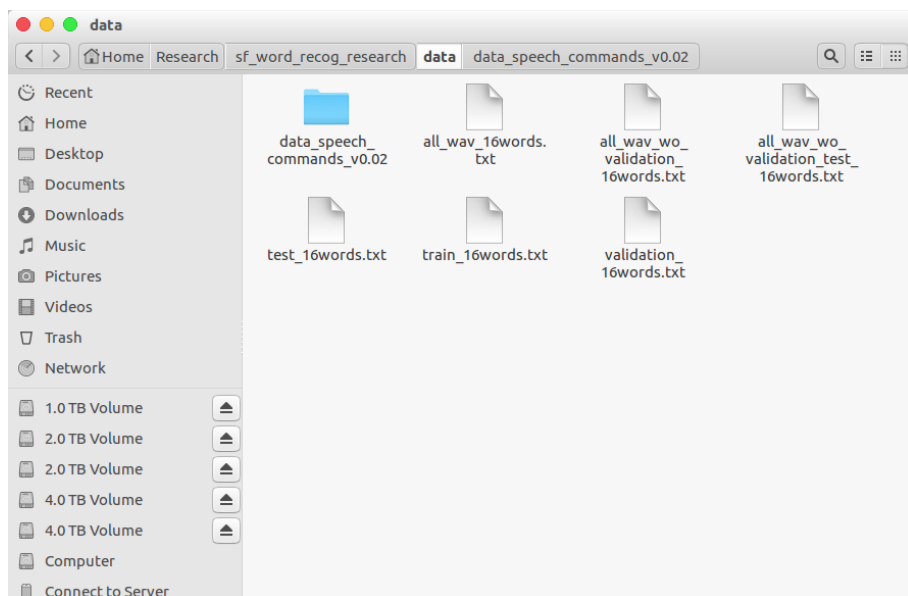 data
Home Research sf_word_recog_research data data_speech_commands_v0.02
Recent
Home
Desktop
Documents
Downloads
Music
Pictures
Videos
Trash
Network
1.0 TB Volume
2.0 TB Volume
2.0 TB Volume
4.0 TB Volume
4.0 TB Volume
Computer
Connect to Server
data_speech_
commands_v0.02
all_wav_16words.
txt
all_wav_wo_
validation_
16words.txt
all_wav_wo_
validation_test_
16words.txt
test_16words.txt
train_16words.txt
validation_
16words.txt